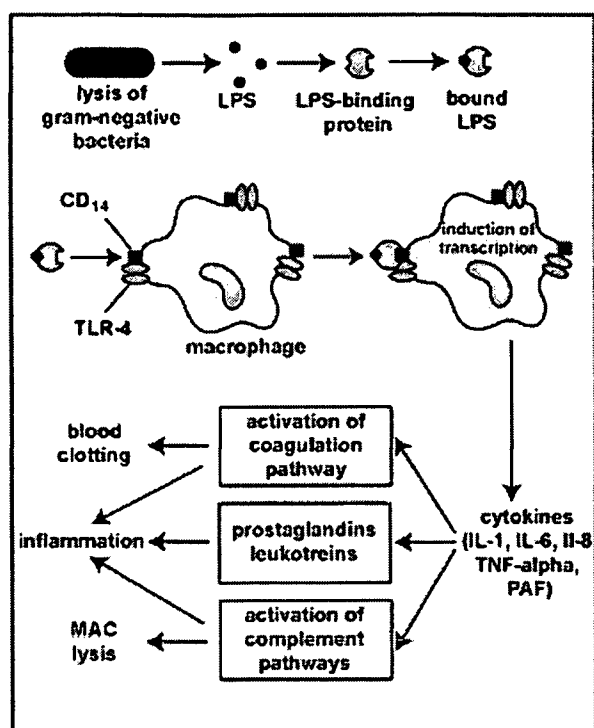 lysis of
gram-negative
bacteria
LPS
LPS-binding
protein
bound
LPS
CD14
TLR-4
macrophage
induction of
transcription
blood
clotting
activation of
coagulation
pathway
inflammation
prostaglandins
leukotreins
cytokines
(IL-1, IL-6, Il-8
TNF-alpha,
PAF)
MAC
lysis
activation of
complement
pathways